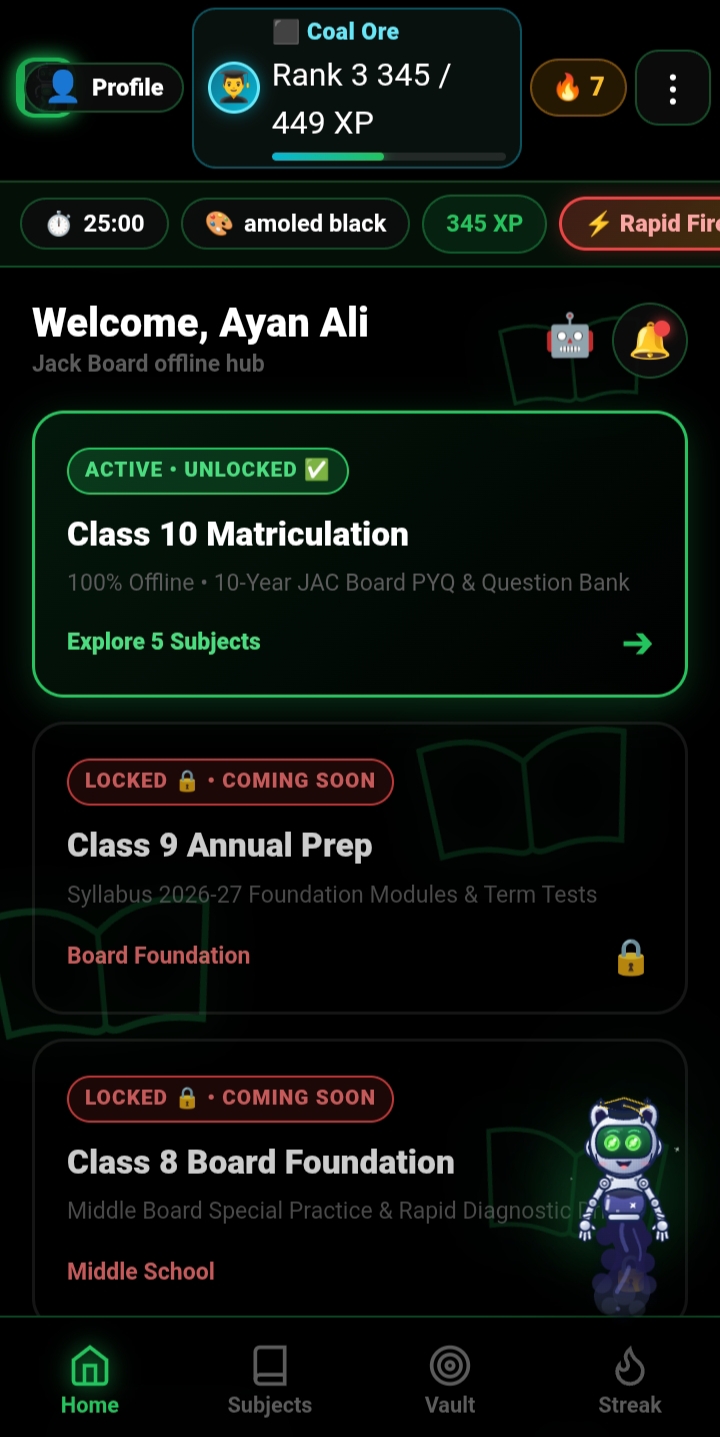 Profile
Coal Ore
Rank 3 345 /
449 XP
7
25:00
amoled black
345 XP
Rapid Fire
Welcome, Ayan Ali
Jack Board offline hub
ACTIVE • UNLOCKED
Class 10 Matriculation
100% Offline • 10-Year JAC Board PYQ & Question Bank
Explore 5 Subjects
LOCKED • COMING SOON
Class 9 Annual Prep
Syllabus 2026-27 Foundation Modules & Term Tests
Board Foundation
LOCKED • COMING SOON
Class 8 Board Foundation
Middle Board Special Practice & Rapid Diagnostic
Middle School
Home
Subjects
Vault
Streak